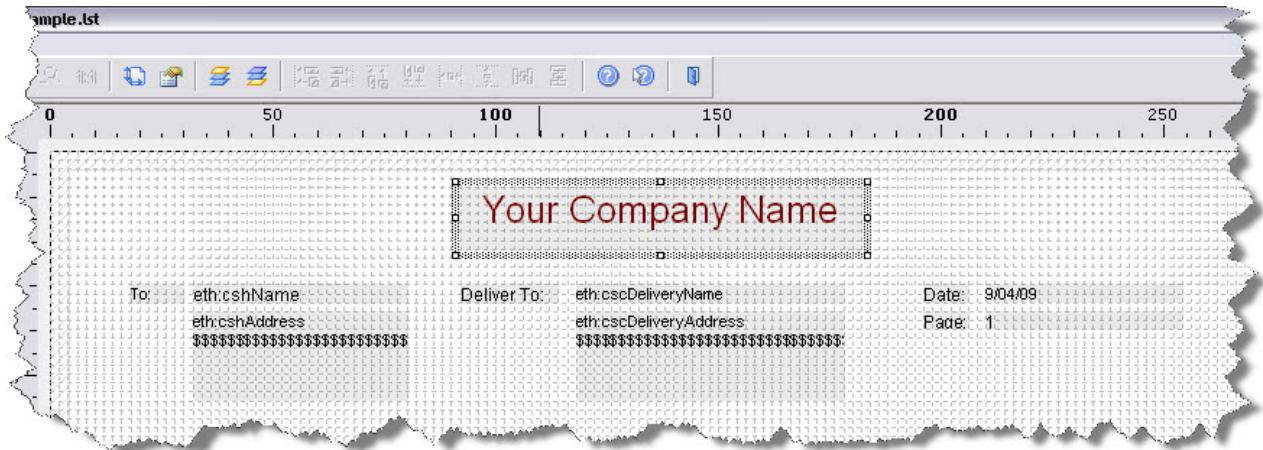 ample.lst
0 50 100 150 200 250
Your Company Name
To: eth:cshName Deliver To: eth:cscDeliveryName Date: 9/04/09
eth:cshAddress eth:cscDeliveryAddress Page: 1
$$$$$$$$$$$$$$$$$$$$$$$$ $$$$$$$$$$$$$$$$$$$$$$$$$$$$$$